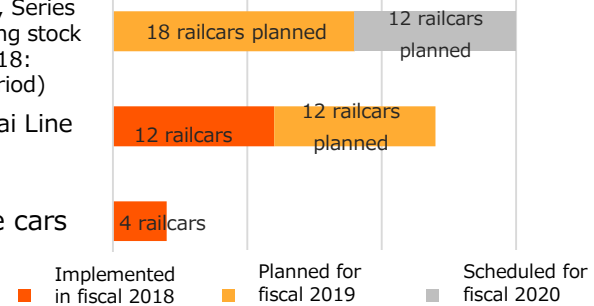 , Series
ng stock
18:
riod)
18 railcars planned
12 railcars
planned
ai Line
12 railcars
12 railcars
planned
e cars
4 railcars
Implemented
in fiscal 2018
Planned for
fiscal 2019
Scheduled for
fiscal 2020